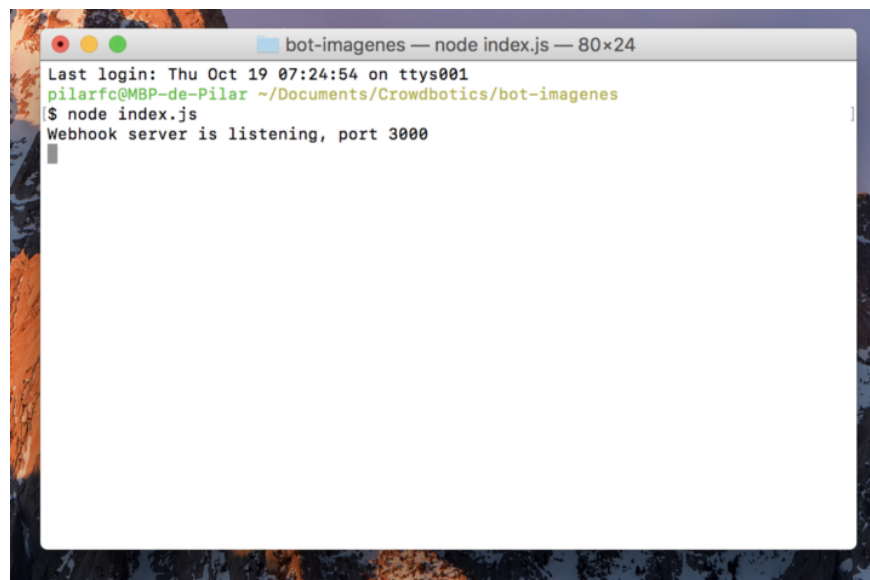 bot-imagenes — node index.js — 80×24
Last login: Thu Oct 19 07:24:54 on ttys001
pilarfc@MBP-de-Pilar ~/Documents/Crowdbotics/bot-imagenes
[$ node index.js ]
Webhook server is listening, port 3000